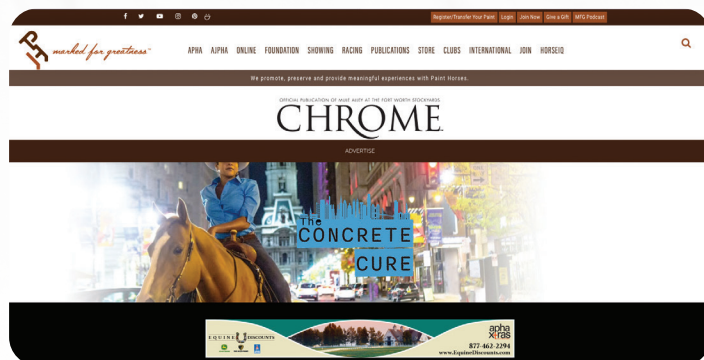 Register/Transfer Your Paint Login Join Now Give a Gift MFG Podcast
marked for greatness
APHA AJPHA ONLINE FOUNDATION SHOWING RACING PUBLICATIONS STORE CLUBS INTERNATIONAL JOIN HORSEIQ
We promote, preserve and provide meaningful experiences with Paint Horses.
OFFICIAL PUBLICATION OF MULE ALLEY AT THE FORT WORTH STOCKYARDS
CHROME
ADVERTISE
The
CONCRETE
CURE
EQUINE DISCOUNTS
apha
xtras
877-462-2294
www.EquineDiscounts.com